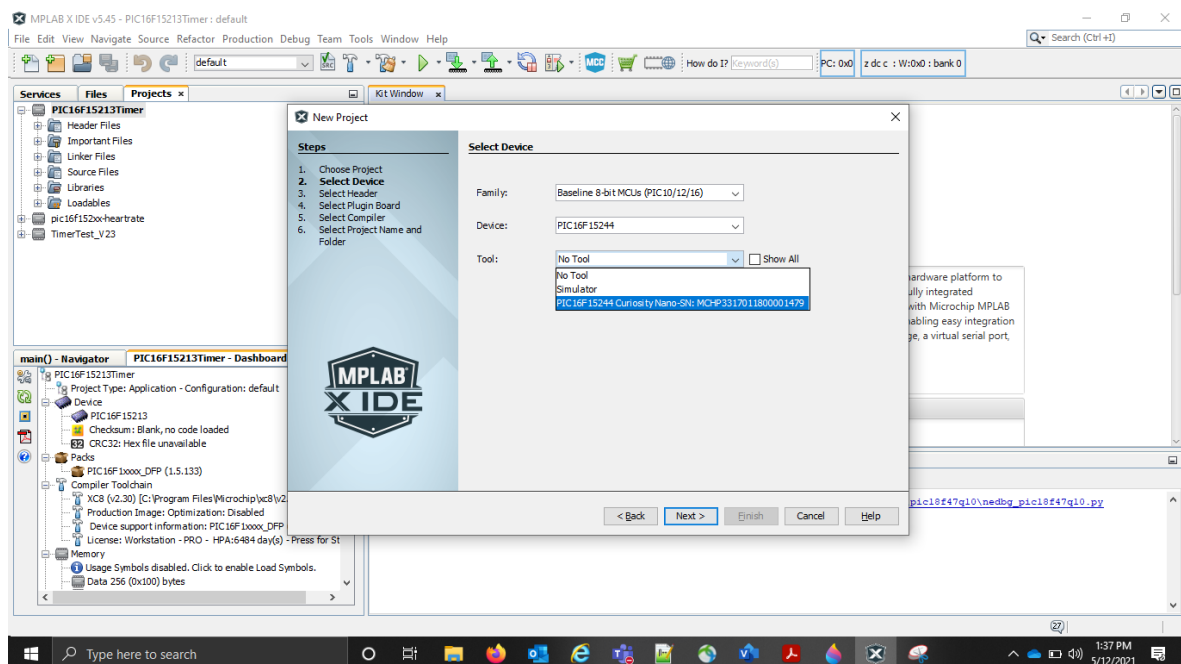 MPLAB X IDE v5.45 - PIC16F15213Timer : default
File Edit View Navigate Source Refactor Production Debug Team Tools Window Help
Search (Ctrl+I)
default
How do I? Keyword(s)
PC: 0x0
z dc c : W:0x0 : bank 0
Services Files Projects
Kit Window
PIC16F15213Timer
Header Files
Important Files
Linker Files
Source Files
Libraries
Loadables
pic16f152xx-heartrate
TimerTest_V23
New Project
Steps
1. Choose Project
2. Select Device
3. Select Header
4. Select Plugin Board
5. Select Compiler
6. Select Project Name and
Folder
MPLAB
X IDE
Select Device
Family: Baseline 8-bit MCUs (PIC10/12/16)
Device: PIC16F15244
Tool: No Tool Show All
No Tool
Simulator
PIC16F15244 Curiosity Nano-SN: MCHP3317011800001479
< Back Next > Finish Cancel Help
ardware platform to
ully integrated
with Microchip MPLAB
abling easy integration
ge, a virtual serial port,
main() - Navigator PIC16F15213Timer - Dashboard
PIC16F15213Timer
Project Type: Application - Configuration: default
Device
PIC16F15213
Checksum: Blank, no code loaded
CRC32: Hex file unavailable
Packs
PIC16F1xxxx_DFP (1.5.133)
Compiler Toolchain
XC8 (v2.30) [C:\Program Files\Microchip\xc8\v2.
Production Image: Optimization: Disabled
Device support information: PIC16F1xxxx_DFP
License: Workstation - PRO - HPA:6484 day(s) - Press for St
Memory
Usage Symbols disabled. Click to enable Load Symbols.
Data 256 (0x100) bytes
pic18f47q10\nedbg_pic18f47q10.py
27
Type here to search
1:37 PM
5/12/2021